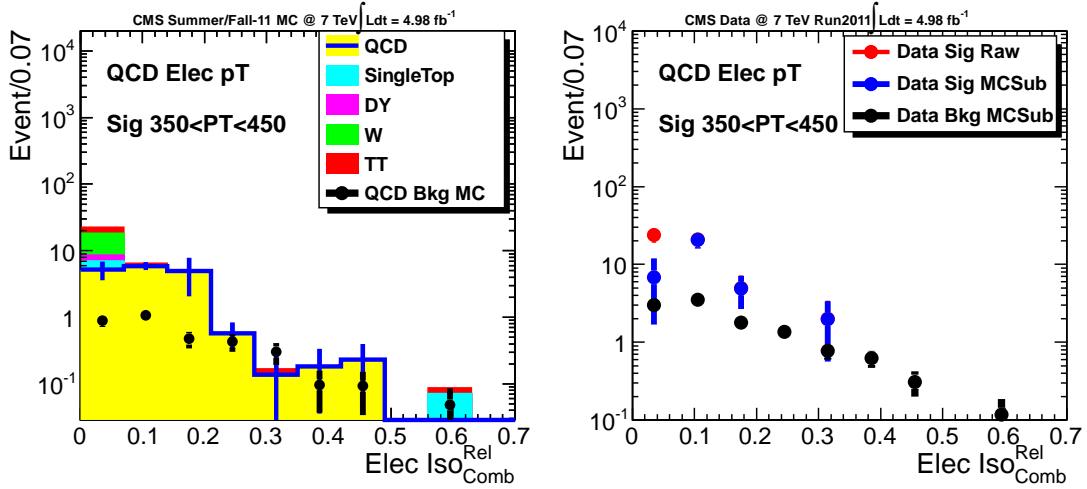 CMS Summer/Fall-11 MC @ 7 TeV ∫ Ldt = 4.98 fb⁻¹
Event/0.07
10⁴
10³
10²
10
1
10⁻¹
QCD Elec pT
Sig 350<PT<450
QCD
SingleTop
DY
W
TT
QCD Bkg MC
0 0.1 0.2 0.3 0.4 0.5 0.6 0.7
Elec Iso^Rel_Comb
CMS Data @ 7 TeV Run2011 ∫ Ldt = 4.98 fb⁻¹
Event/0.07
10⁴
10³
10²
10
1
10⁻¹
QCD Elec pT
Sig 350<PT<450
Data Sig Raw
Data Sig MCSub
Data Bkg MCSub
0 0.1 0.2 0.3 0.4 0.5 0.6 0.7
Elec Iso^Rel_Comb